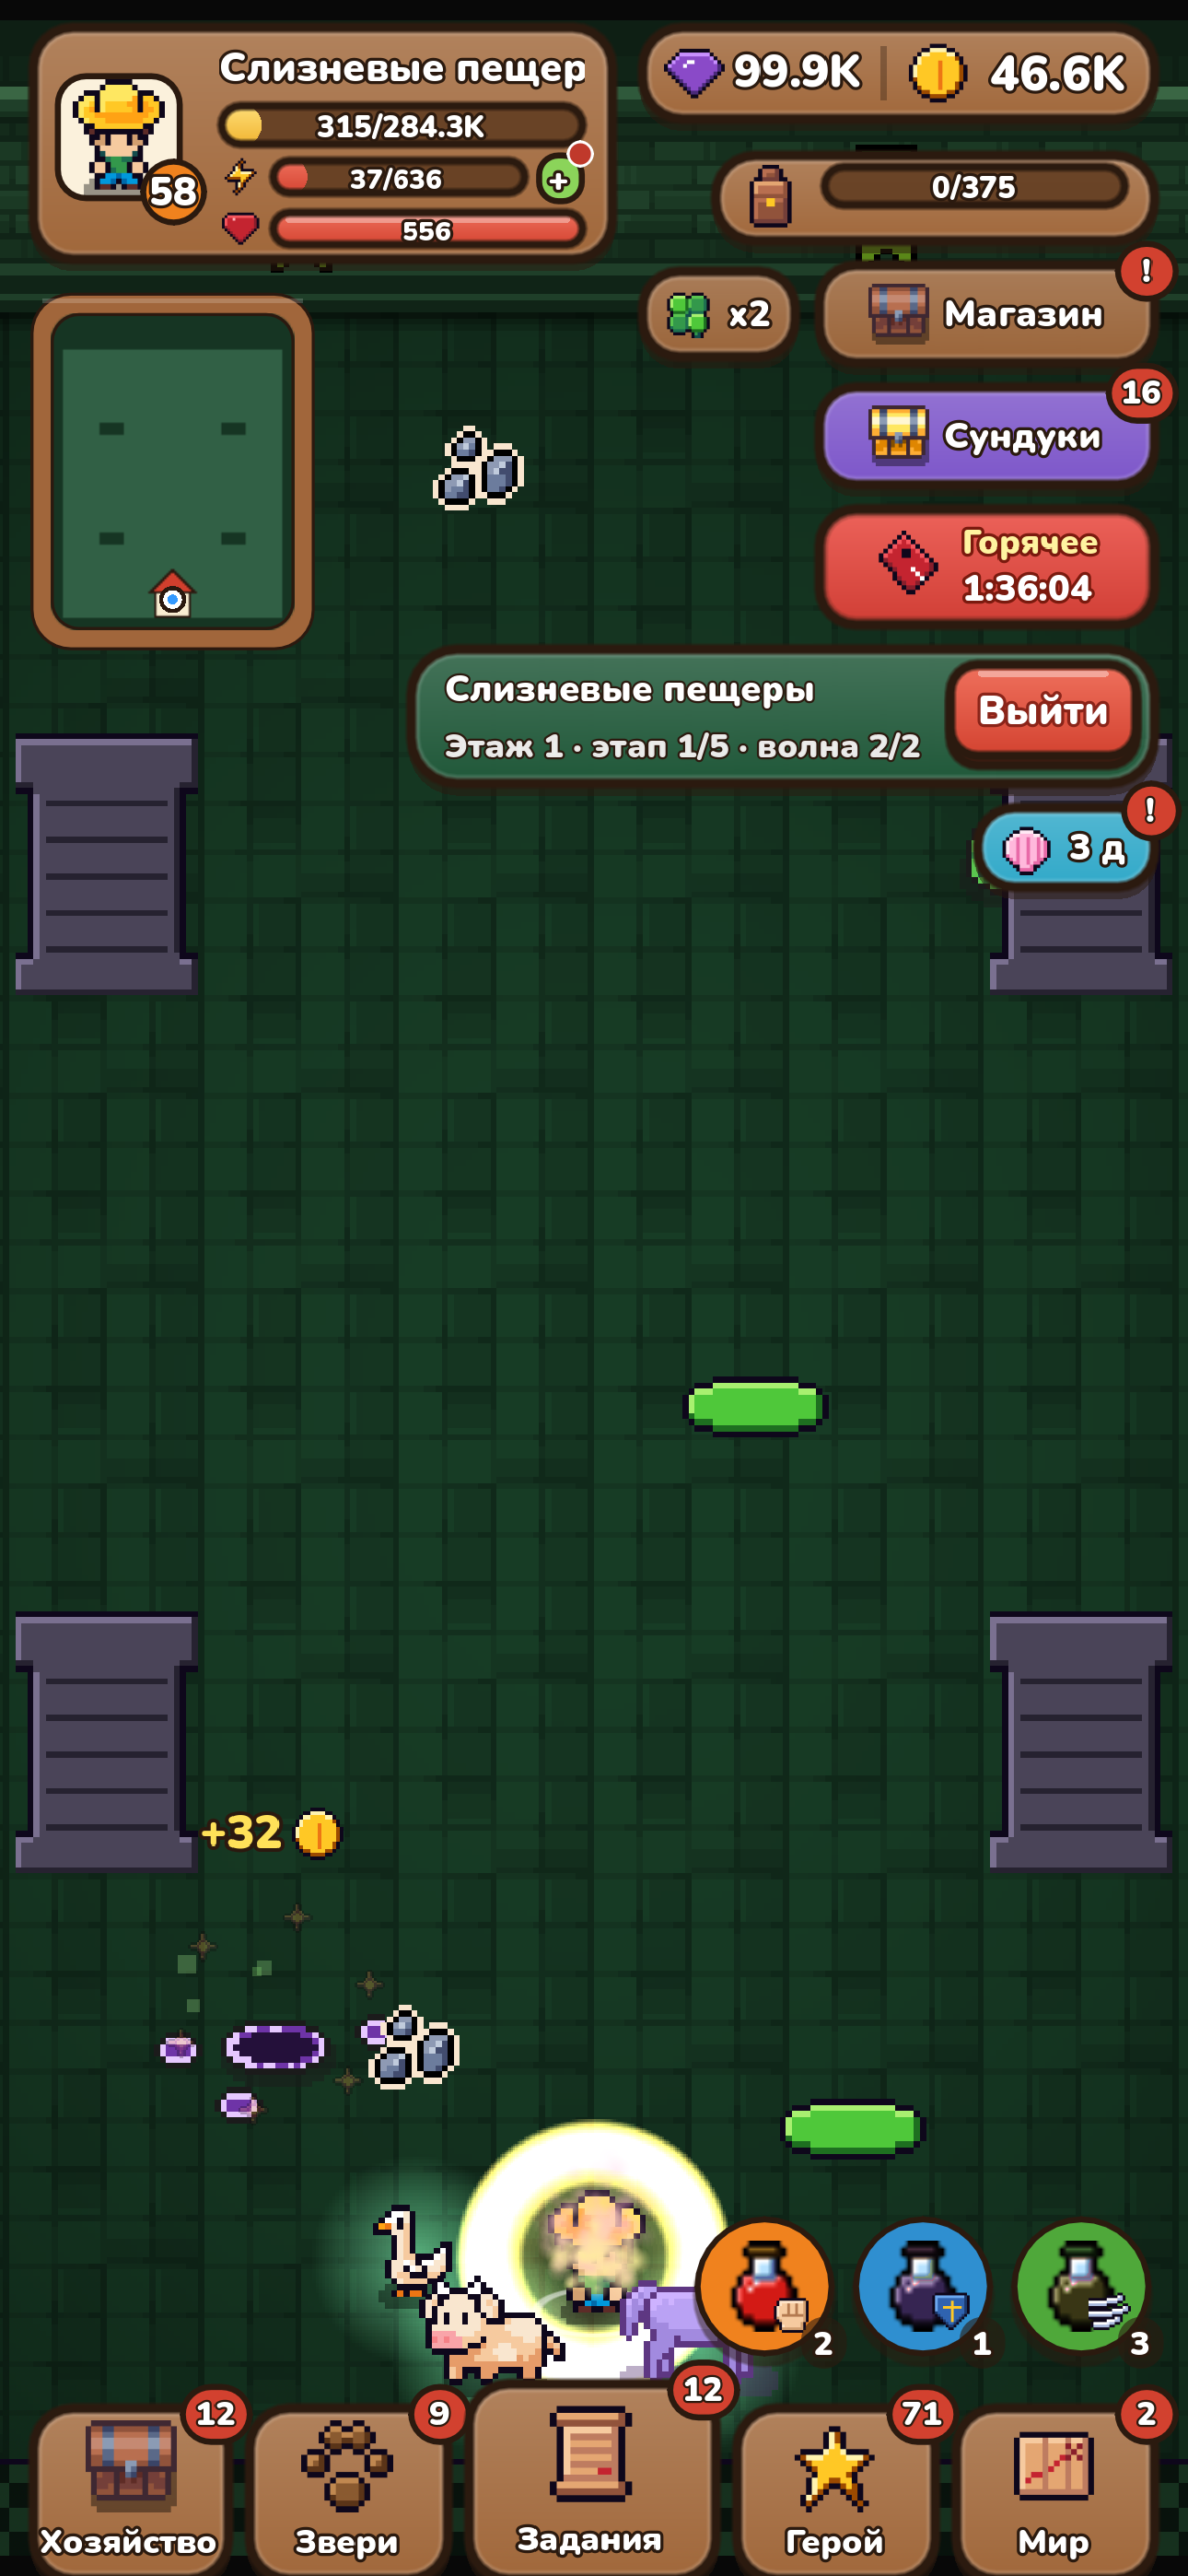 Слизневые пещер
315/284.3K
37/636
+
556
58
99.9K
46.6K
0/375
!
x2
Магазин
16
Сундуки
Горячее
1:36:04
Слизневые пещеры
Этаж 1 · этап 1/5 · волна 2/2
Выйти
!
3 д
+32
2
1
3
12
Хозяйство
9
Звери
12
Задания
71
Герой
2
Мир